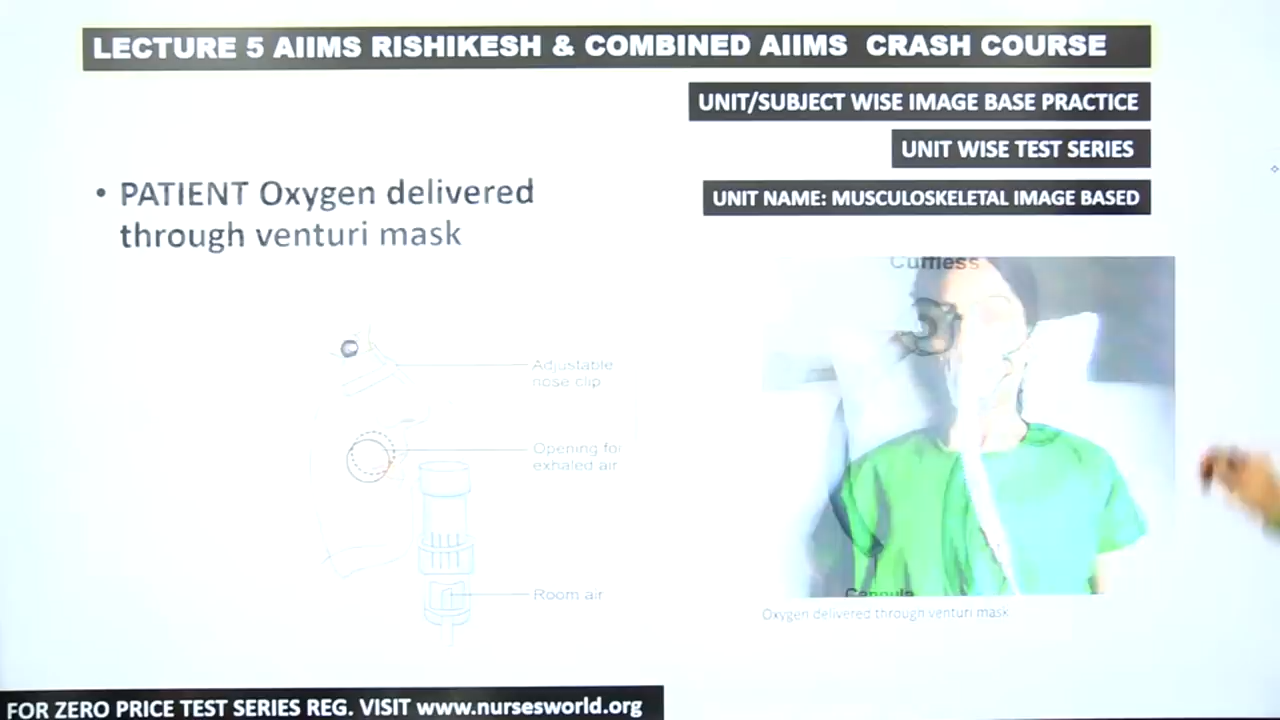 LECTURE 5 AIIMS RISHIKESH & COMBINED AIIMS CRASH COURSE
UNIT/SUBJECT WISE IMAGE BASE PRACTICE
UNIT WISE TEST SERIES
UNIT NAME: MUSCULOSKELETAL IMAGE BASED
• PATIENT Oxygen delivered
through venturi mask
Adjustable
nose clip
Opening for
exhaled air
Room air
Cuffless
Cannula
Oxygen delivered through venturi mask
FOR ZERO PRICE TEST SERIES REG. VISIT www.nursesworld.org